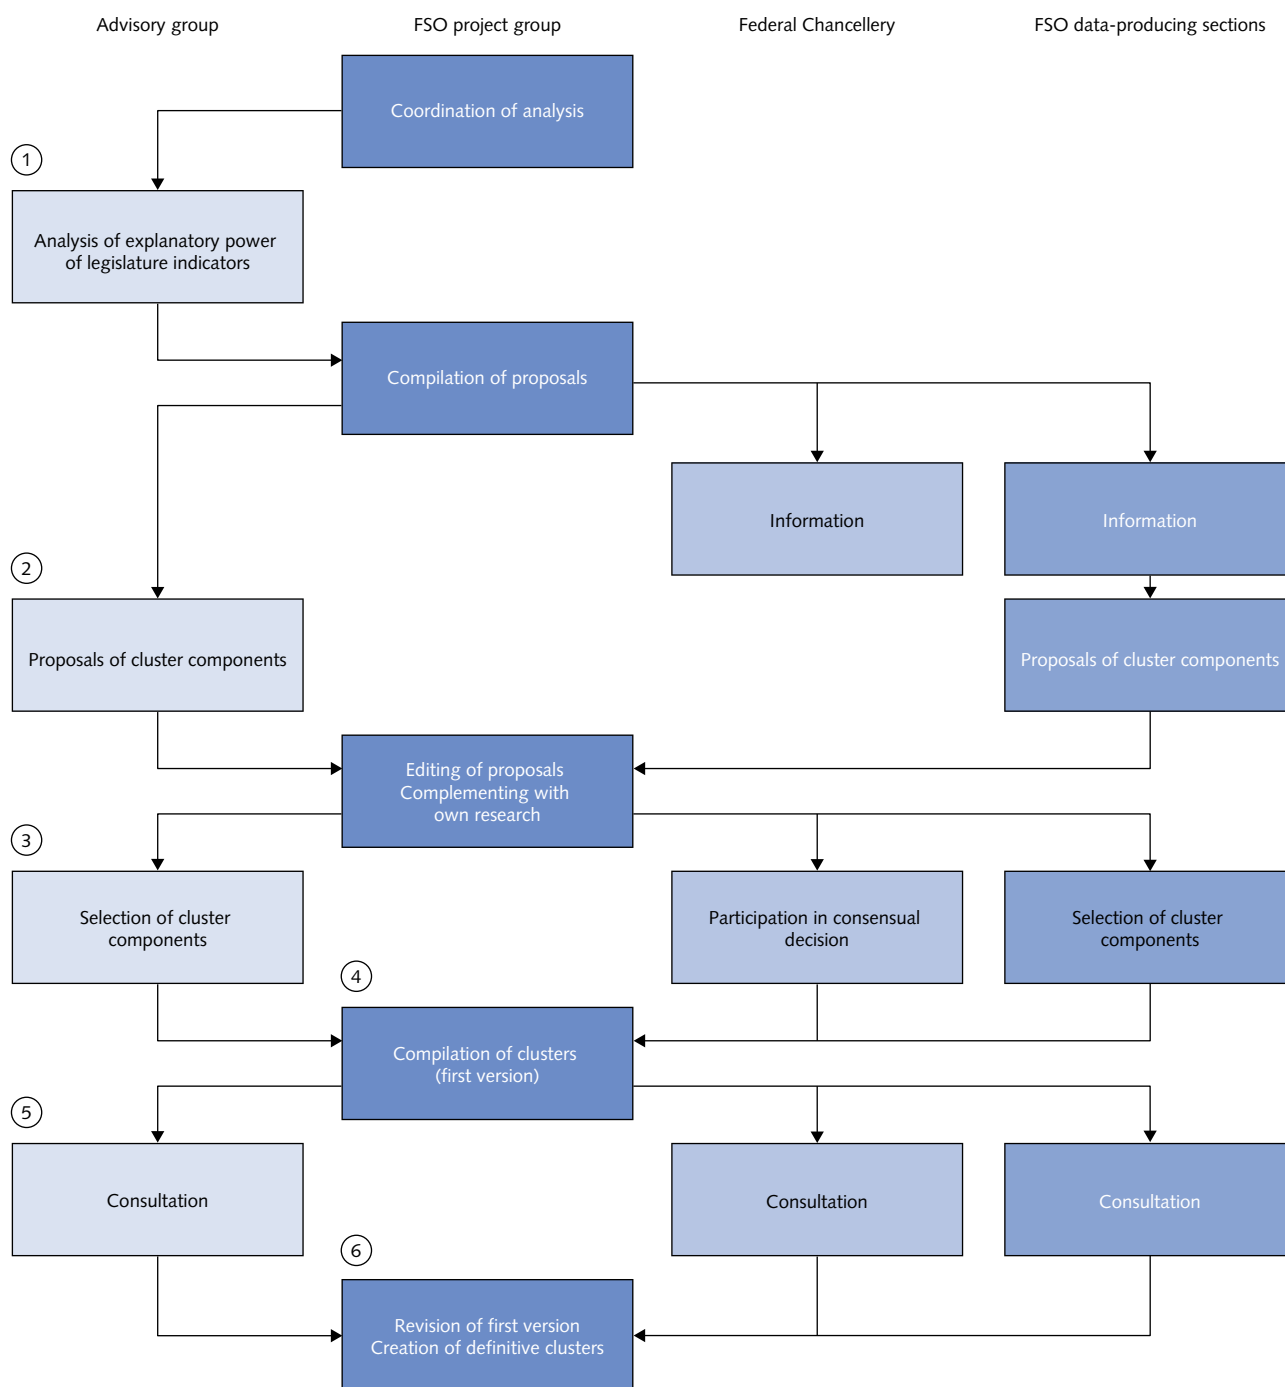 Advisory group
FSO project group
Federal Chancellery
FSO data-producing sections
Coordination of analysis
1
Analysis of explanatory power
of legislature indicators
Compilation of proposals
Information
Information
2
Proposals of cluster components
Proposals of cluster components
Editing of proposals
Complementing with
own research
3
Selection of cluster
components
Participation in consensual
decision
Selection of cluster
components
4
Compilation of clusters
(first version)
5
Consultation
Consultation
Consultation
6
Revision of first version
Creation of definitive clusters